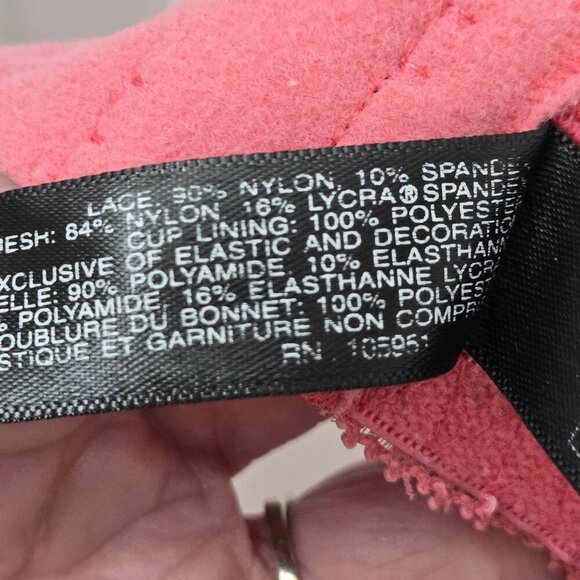 LACE: 90% NYLON, 10% SPANDEX
MESH: 84% NYLON, 16% LYCRA® SPANDEX
CUP LINING: 100% POLYESTER
EXCLUSIVE OF ELASTIC AND DECORATION
ELLE: 90% POLYAMIDE, 10% ELASTHANNE
% POLYAMIDE, 16% ELASTHANNE LYCRA
DOUBLURE DU BONNET: 100% POLYESTER
STIQUE ET GARNITURE NON COMPRI
RN 105951